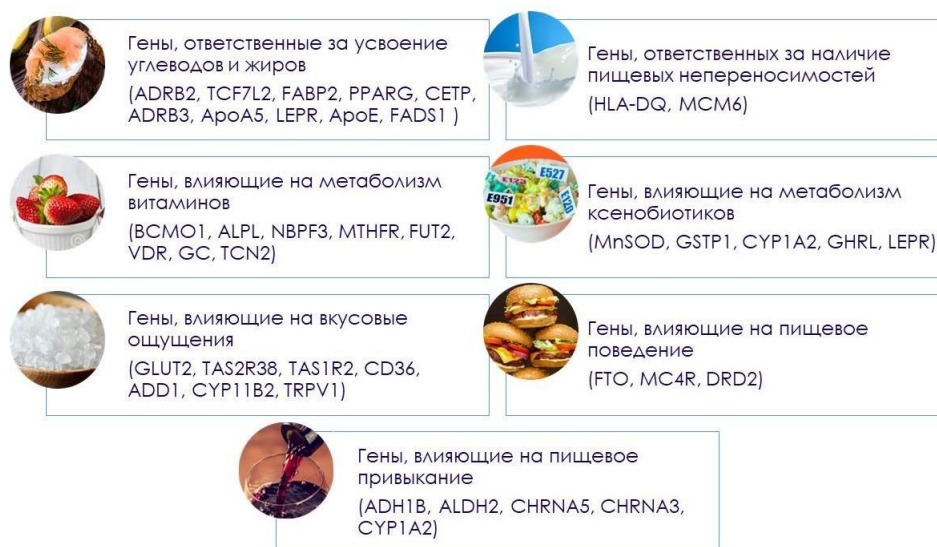 Гены, ответственные за усвоение
углеводов и жиров
(ADRB2, TCF7L2, FABP2, PPARG, CETP,
ADRB3, ApoA5, LEPR, ApoE, FADS1 )
Гены, ответственных за наличие
пищевых непереносимостей
(HLA-DQ, MCM6)
Гены, влияющие на метаболизм
витаминов
(BCMO1, ALPL, NBPF3, MTHFR, FUT2,
VDR, GC, TCN2)
E123
E527
E951
E120
Гены, влияющие на метаболизм
ксенобиотиков
(MnSOD, GSTP1, CYP1A2, GHRL, LEPR)
Гены, влияющие на вкусовые
ощущения
(GLUT2, TAS2R38, TAS1R2, CD36,
ADD1, CYP11B2, TRPV1)
Гены, влияющие на пищевое
поведение
(FTO, MC4R, DRD2)
Гены, влияющие на пищевое
привыкание
(ADH1B, ALDH2, CHRNA5, CHRNA3,
CYP1A2)